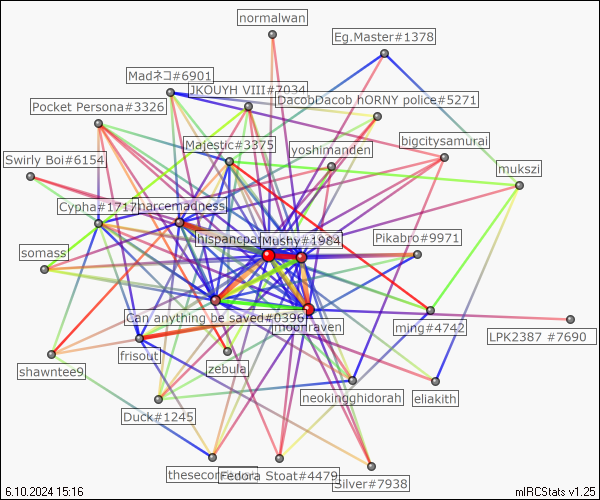 normalwan
Eg.Master#1378
Madネコ#6901
JKOUYH VIII#7034
DacobDacob hORNY police#5271
Pocket Persona#3326
Majestic#3375
yoshimanden
bigcitysamurai
Swirly Boi#6154
mukszi
Cypha#1717
marcemadness
hispancpa
Mushy#1984
Pikabro#9971
somass
Can anything be saved#0396
moonraven
ming#4742
LPK2387 #7690
frisout
zebula
shawntee9
neokingghidorah
eliakith
Duck#1245
Fedora Stoat#4479
Silver#7938
6.10.2024 15:16
mIRCStats v1.25